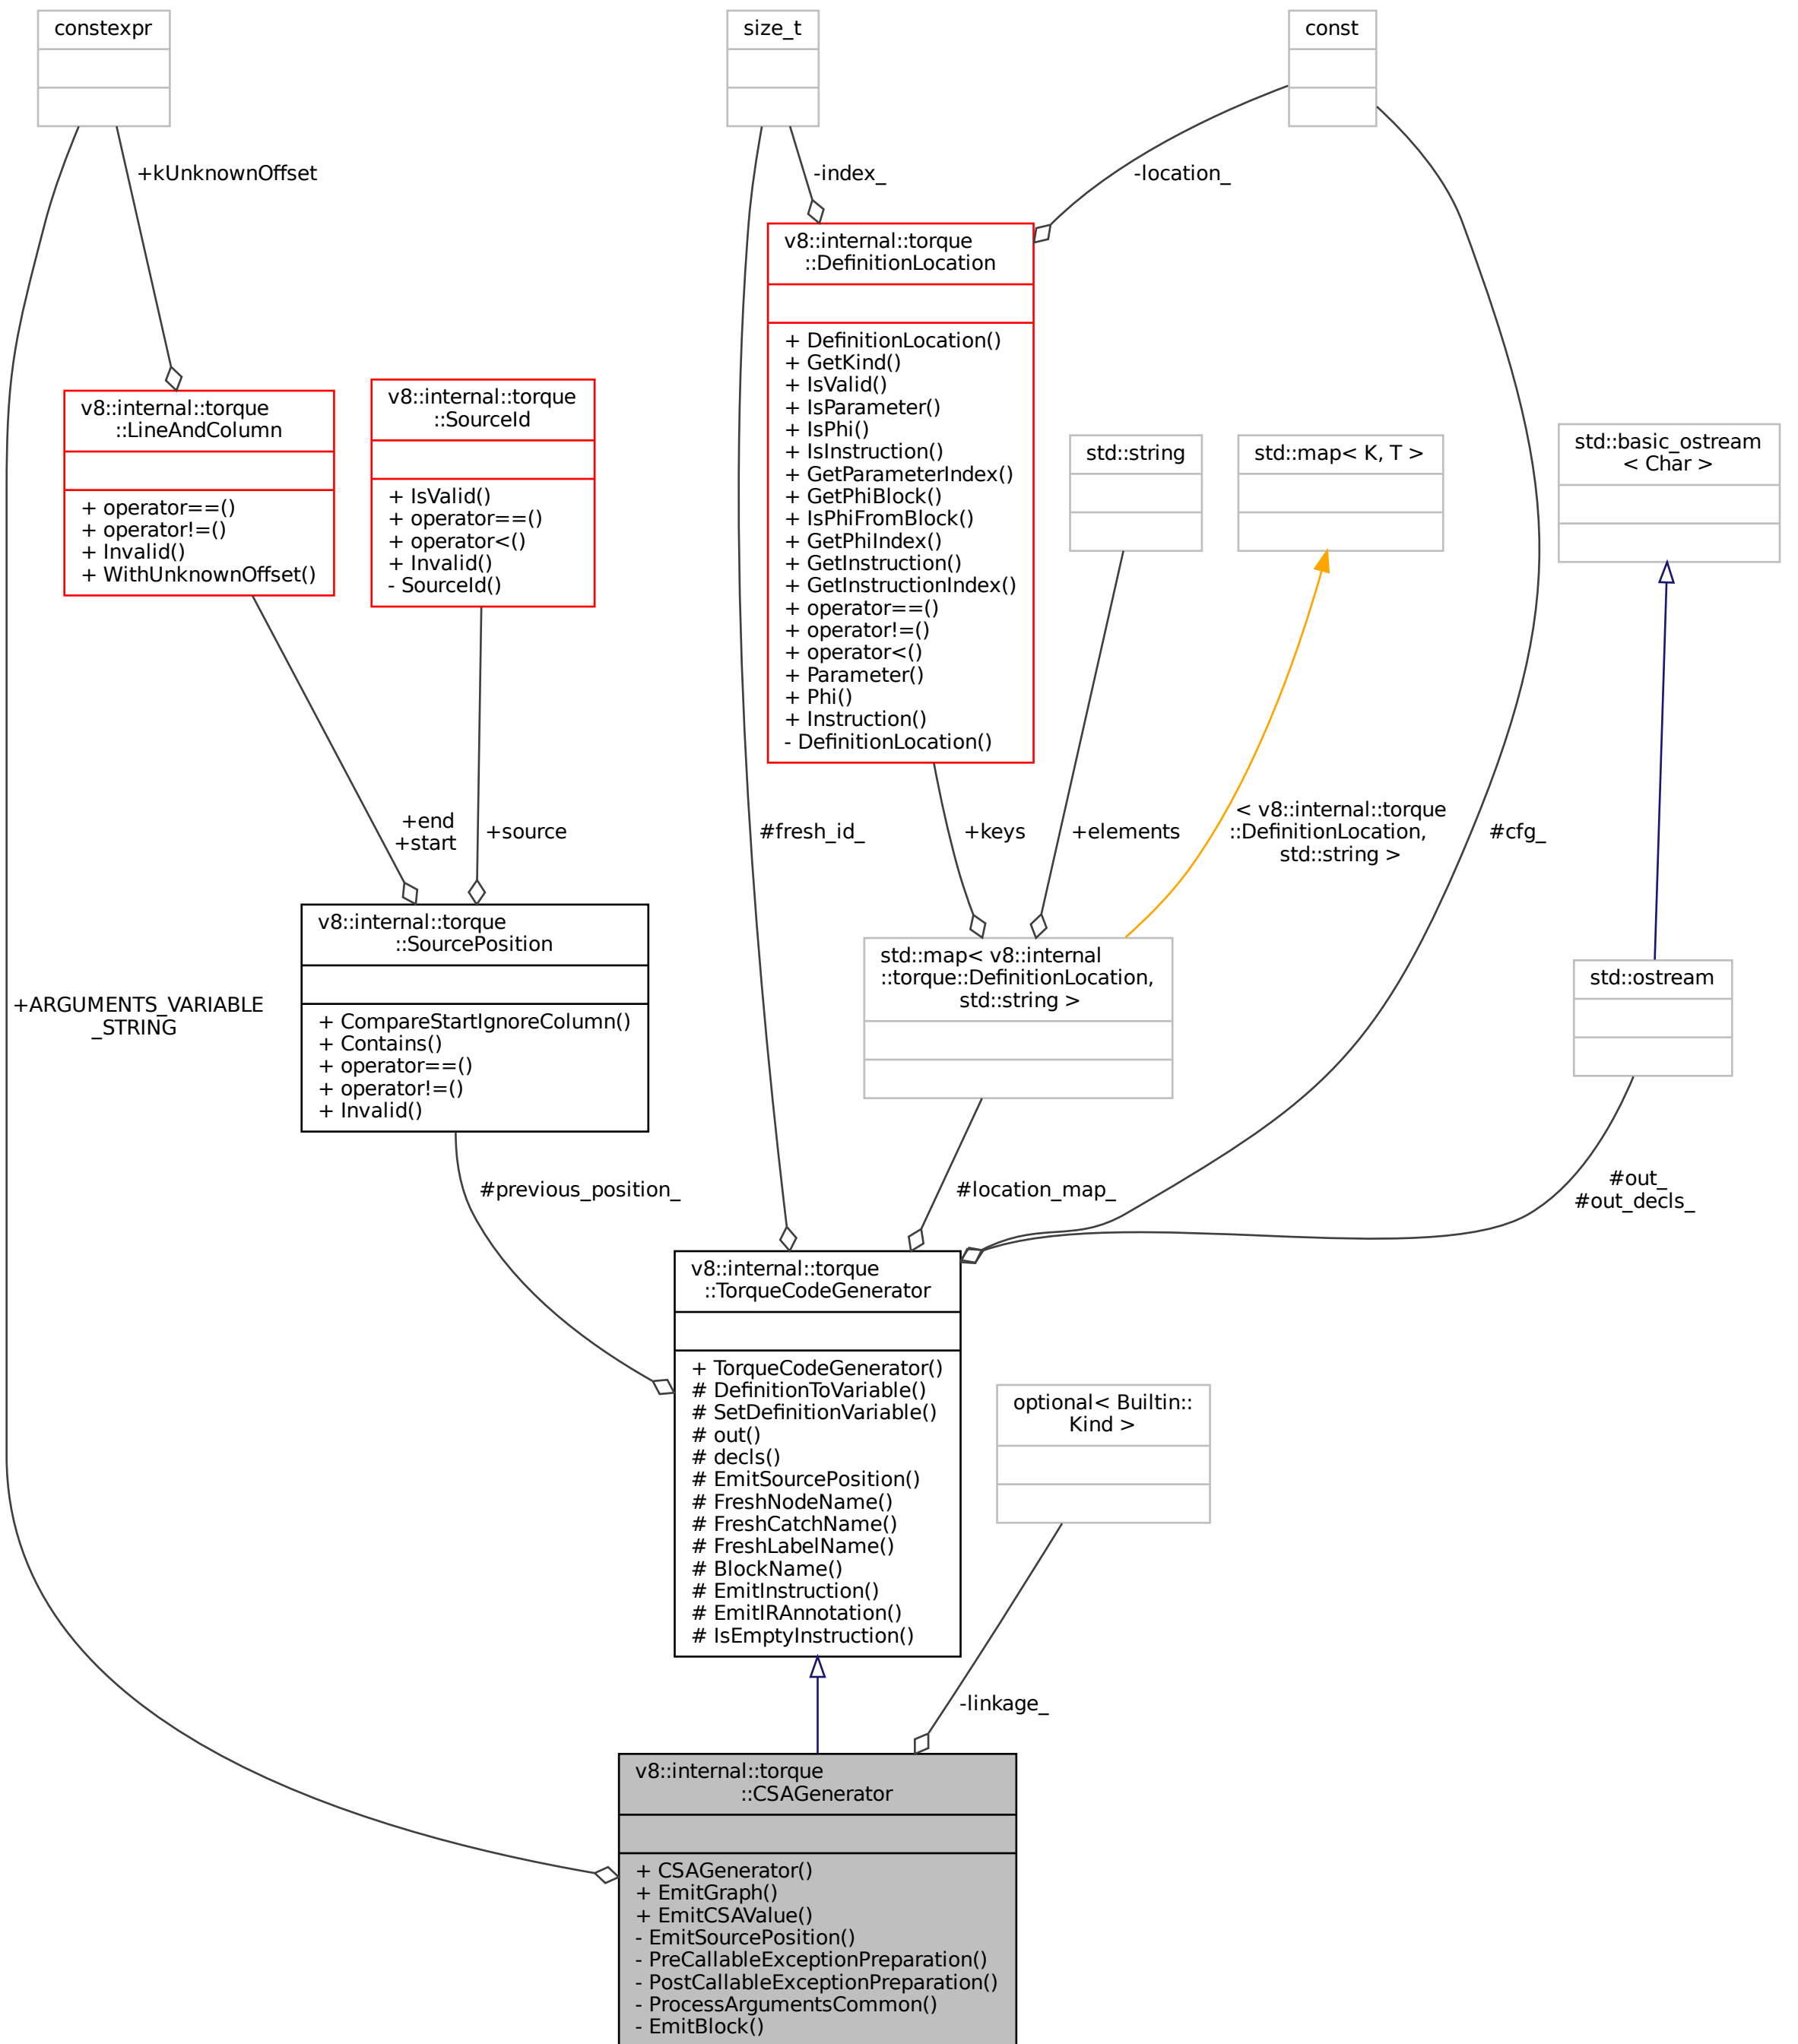 constexpr
size_t
const
+kUnknownOffset
-index_
-location_
v8::internal::torque
::DefinitionLocation
+ DefinitionLocation()
+ GetKind()
+ IsValid()
+ IsParameter()
+ IsPhi()
+ IsInstruction()
+ GetParameterIndex()
+ GetPhiBlock()
+ IsPhiFromBlock()
+ GetPhiIndex()
+ GetInstruction()
+ GetInstructionIndex()
+ operator==()
+ operator!=()
+ operator<()
+ Parameter()
+ Phi()
+ Instruction()
- DefinitionLocation()
v8::internal::torque
::LineAndColumn
+ operator==()
+ operator!=()
+ Invalid()
+ WithUnknownOffset()
v8::internal::torque
::SourceId
+ IsValid()
+ operator==()
+ operator<()
+ Invalid()
- SourceId()
std::string
std::map< K, T >
std::basic_ostream
< Char >
+end
+start
+source
#fresh_id_
+keys
+elements
< v8::internal::torque
::DefinitionLocation,
std::string >
#cfg_
v8::internal::torque
::SourcePosition
+ CompareStartIgnoreColumn()
+ Contains()
+ operator==()
+ operator!=()
+ Invalid()
std::map< v8::internal
::torque::DefinitionLocation,
std::string >
std::ostream
+ARGUMENTS_VARIABLE
_STRING
#previous_position_
#location_map_
#out_
#out_decls_
v8::internal::torque
::TorqueCodeGenerator
+ TorqueCodeGenerator()
# DefinitionToVariable()
# SetDefinitionVariable()
# out()
# decls()
# EmitSourcePosition()
# FreshNodeName()
# FreshCatchName()
# FreshLabelName()
# BlockName()
# EmitInstruction()
# EmitIRAnnotation()
# IsEmptyInstruction()
optional< Builtin::
Kind >
-linkage_
v8::internal::torque
::CSAGenerator
+ CSAGenerator()
+ EmitGraph()
+ EmitCSAValue()
- EmitSourcePosition()
- PreCallableExceptionPreparation()
- PostCallableExceptionPreparation()
- ProcessArgumentsCommon()
- EmitBlock()